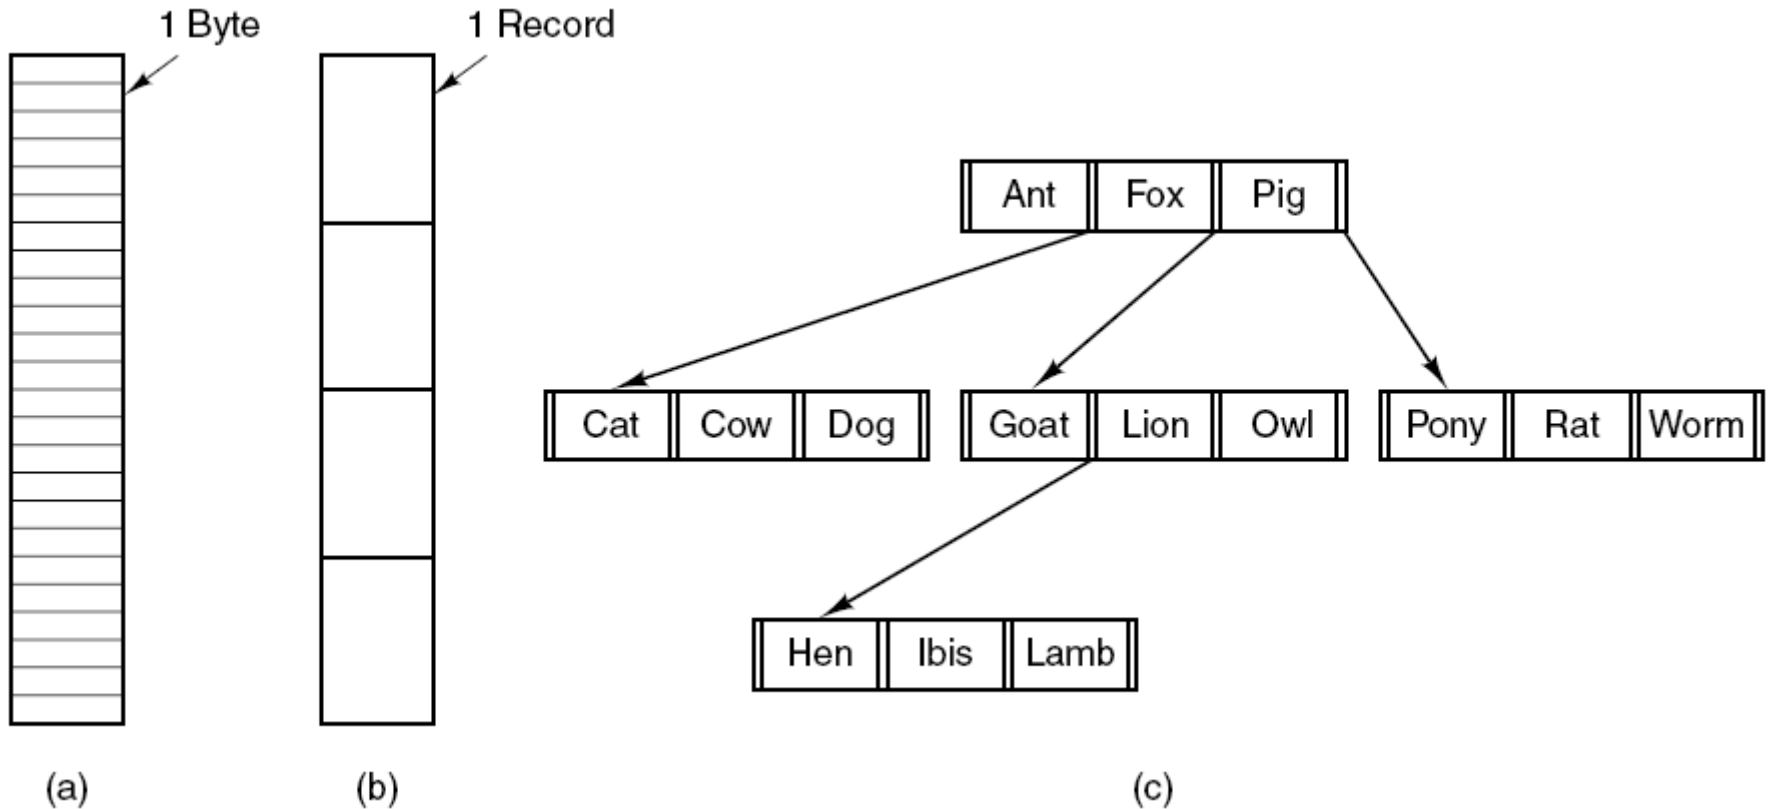 1 Byte
1 Record
Ant Fox Pig
Cat Cow Dog
Goat Lion Owl
Pony Rat Worm
Hen Ibis Lamb
(a)
(b)
(c)